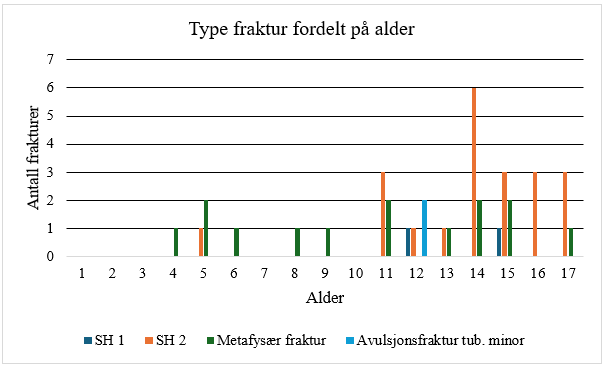 Type fraktur fordelt på alder
7
6
5
4
3
2
1
0
Antall frakturer
1 2 3 4 5 6 7 8 9 10 11 12 13 14 15 16 17
Alder
SH 1 SH 2 Metafysær fraktur Avulsjonsfraktur tub. minor